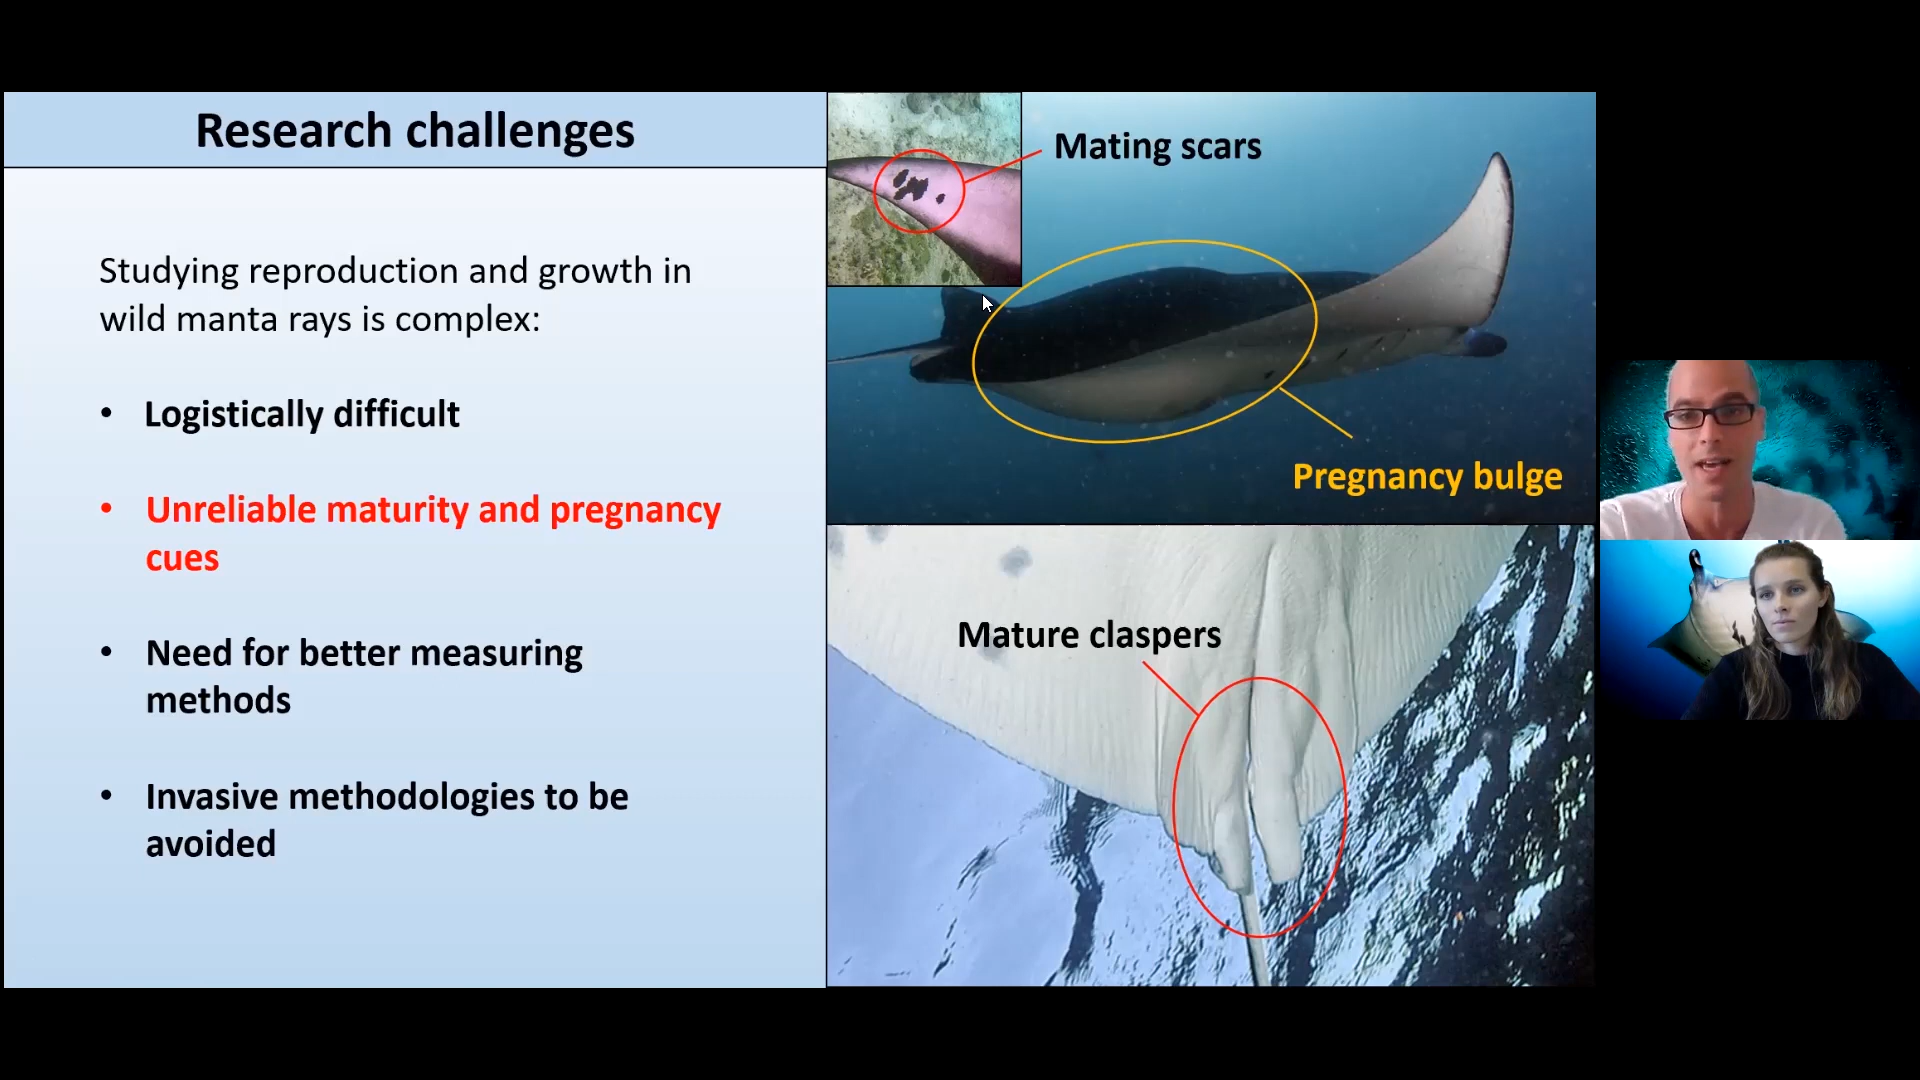 Research challenges
Studying reproduction and growth in
wild manta rays is complex:
• Logistically difficult
• Unreliable maturity and pregnancy
cues
• Need for better measuring
methods
• Invasive methodologies to be
avoided
Mating scars
Pregnancy bulge
Mature claspers